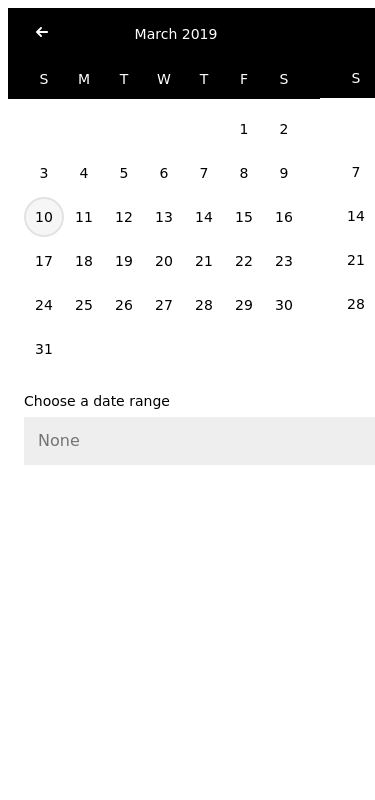 March 2019
S M T W T F S S
1 2
3 4 5 6 7 8 9 7
10 11 12 13 14 15 16 14
17 18 19 20 21 22 23 21
24 25 26 27 28 29 30 28
31
Choose a date range
None